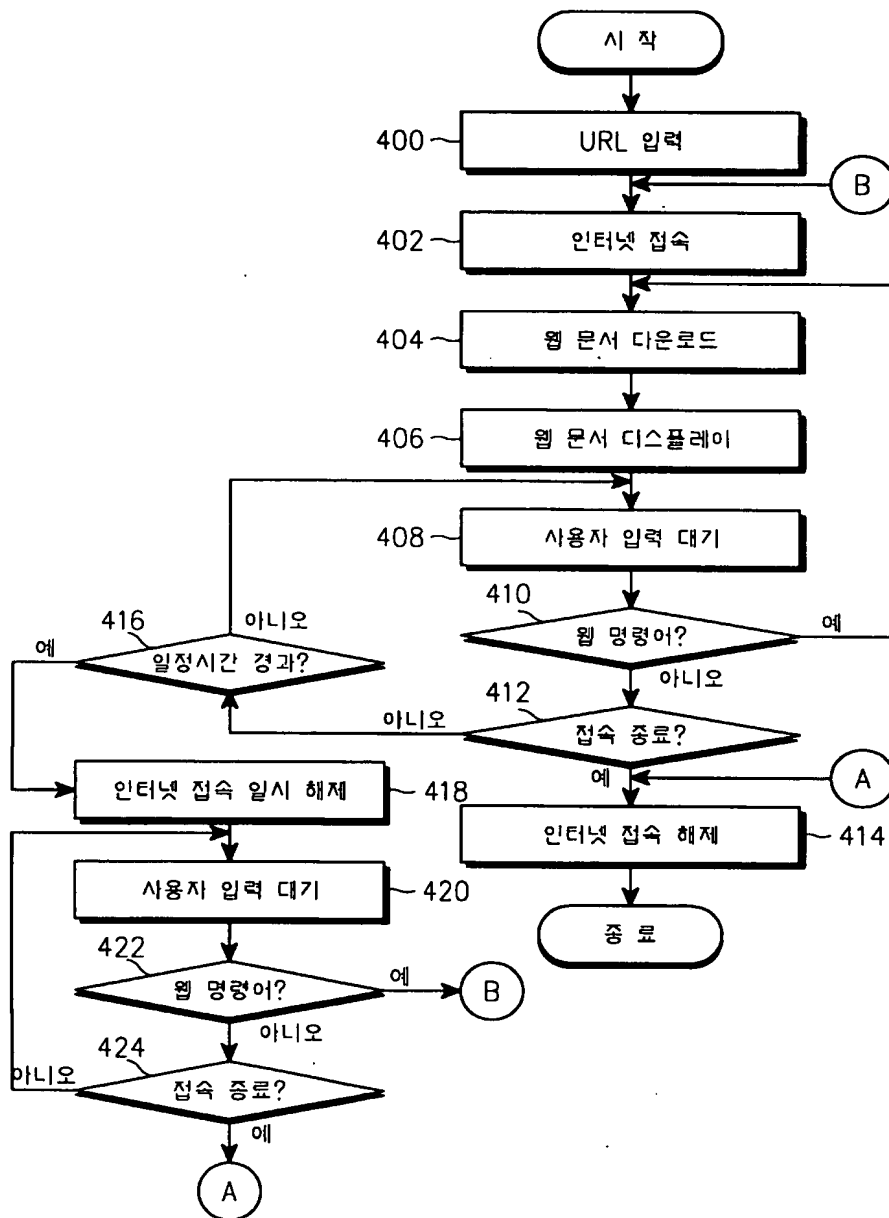 시 작
400
URL 입력
B
402
인터넷 접속
404
웹 문서 다운로드
406
웹 문서 디스플레이
408
사용자 입력 대기
410
웹 명령어?
예
아니오
412
접속 종료?
아니오
예
A
인터넷 접속 해제
414
종 료
416
아니오
예
일정시간 경과?
인터넷 접속 일시 해제
418
사용자 입력 대기
420
422
웹 명령어?
예
B
아니오
424
아니오
접속 종료?
예
A